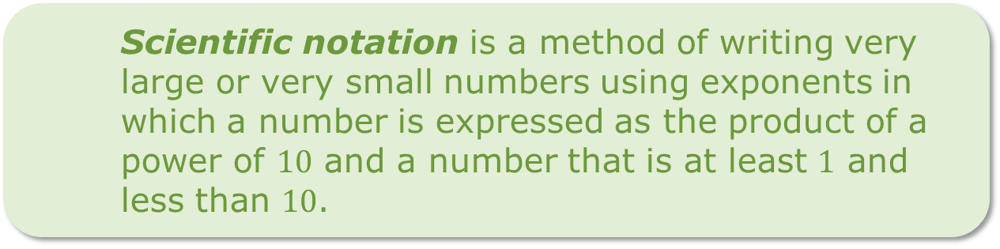 Scientific notation is a method of writing very
large or very small numbers using exponents in
which a number is expressed as the product of a
power of 10 and a number that is at least 1 and
less than 10.